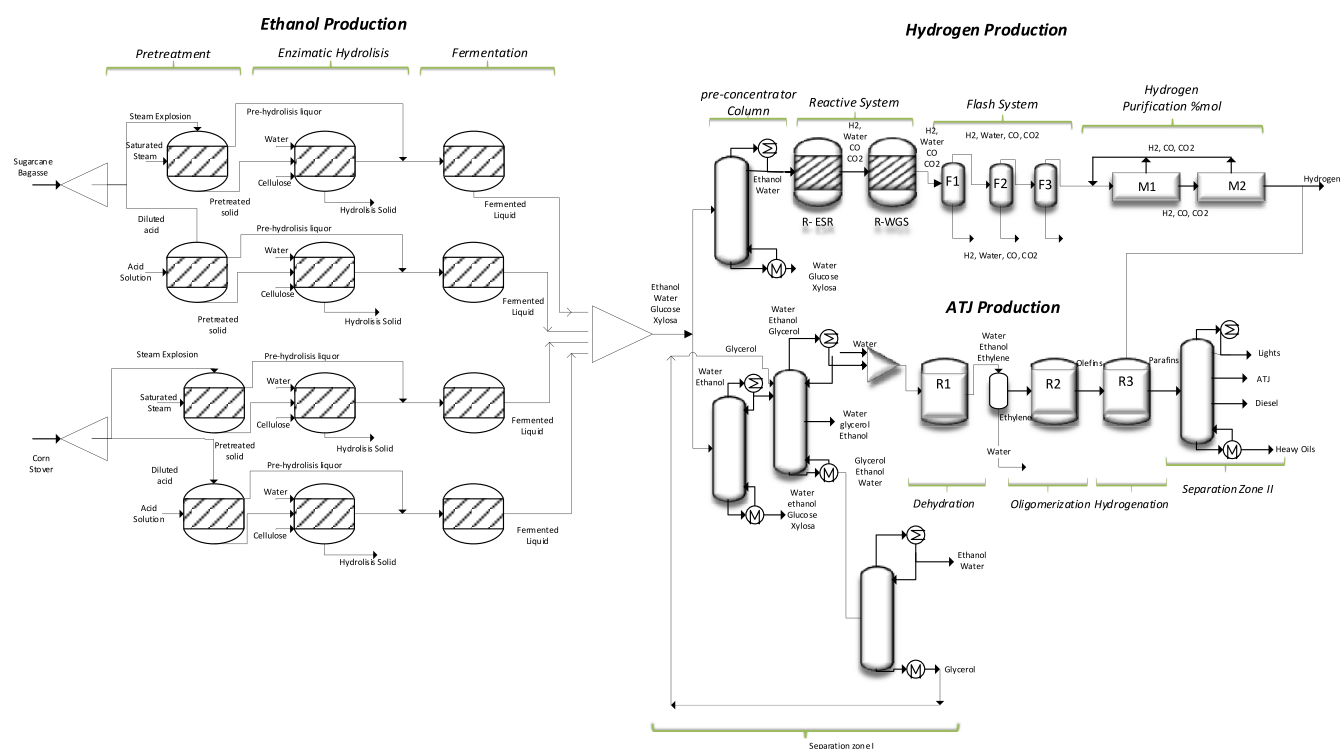 Ethanol Production
Pretreatment
Enzimatic Hydrolisis
Fermentation
Steam Explosion
Pre-hydrolisis liquor
Saturated
Steam
Water
Cellulose
Sugarcane
Bagasse
Pretreated
solid
Hydrolisis Solid
Fermented
Liquid
Diluted
acid
Pre-hydrolisis liquor
Acid
Solution
Water
Cellulose
Pretreated
solid
Hydrolisis Solid
Fermented
Liquid
Steam Explosion
Pre-hydrolisis liquor
Saturated
Steam
Water
Cellulose
Corn
Stover
Pretreated
solid
Hydrolisis Solid
Fermented
Liquid
Diluted
acid
Pre-hydrolisis liquor
Acid
Solution
Water
Cellulose
Hydrolisis Solid
Fermented
Liquid
Ethanol
Water
Glucose
Xylosa
Hydrogen Production
pre-concentrator
Column
Reactive System
Flash System
Hydrogen
Purification %mol
Σ
Ethanol
Water
H2,
Water
CO
CO2
H2,
Water
CO
CO2
H2, Water, CO, CO2
H2, CO, CO2
F1
F2
F3
M1
M2
Hydrogen
R- ESR
R-WGS
H2, CO, CO2
H2, Water, CO, CO2
M
Water
Glucose
Xylosa
ATJ Production
Water
Ethanol
Glycerol
Σ
Glycerol
Water
Ethanol
Σ
Water
Water
glycerol
Ethanol
M
Glycerol
Ethanol
Water
M
Water
ethanol
Glucose
Xylosa
R1
Water
Ethanol
Ethylene
Ethylene
Water
R2
Olefins
R3
Parafins
Σ
Lights
ATJ
Diesel
M
Heavy Oils
Dehydration
Oligomerization
Hydrogenation
Separation Zone II
Σ
Ethanol
Water
M
Glycerol
Separation zone I